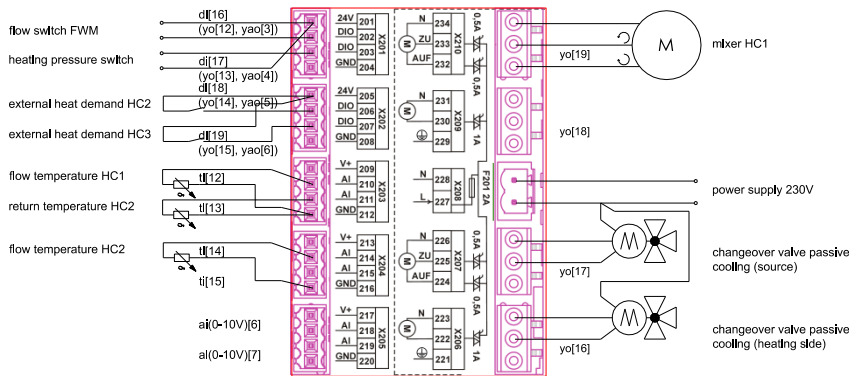 flow switch FWM
heating pressure switch
external heat demand HC2
external heat demand HC3
flow temperature HC1
return temperature HC2
flow temperature HC2
di[16]
(yo[12], yao[3])
di[17]
(yo[13], yao[4])
di[18]
(yo[14], yao[5])
di[19]
(yo[15], yao[6])
ti[12]
ti[13]
ti[14]
ti[15]
ai(0-10V)[6]
ai(0-10V)[7]
24V 201
DIO 202
DIO 203
GND 204
X201
24V 205
DIO 206
DIO 207
GND 208
X202
V+ 209
AI 210
AI 211
GND 212
X203
V+ 213
AI 214
AI 215
GND 216
X204
V+ 217
AI 218
AI 219
GND 220
X205
N 234
M ZU 233
AUF 232
X210
0,5A
0,5A
N 231
M 230
229
X209
1A
N 228
L 227
X208
F201 2A
N 226
M ZU 225
AUF 224
X207
0,5A
0,5A
N 223
M 222
221
X206
1A
yo[19]
M
mixer HC1
yo[18]
power supply 230V
M
yo[17]
changeover valve passive
cooling (source)
M
yo[16]
changeover valve passive
cooling (heating side)